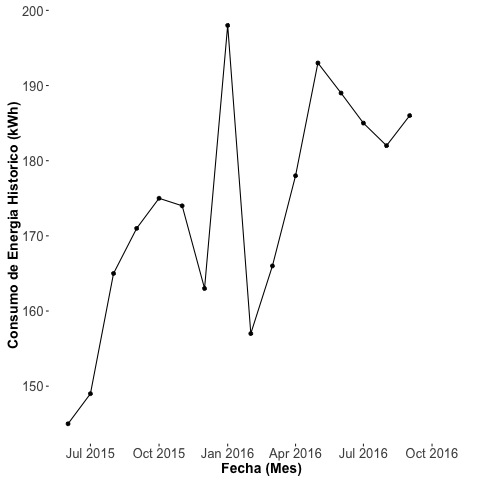 Consumo de Energia Historico (kWh)
200
190
180
170
160
150
Jul 2015 Oct 2015 Jan 2016 Apr 2016 Jul 2016 Oct 2016
Fecha (Mes)